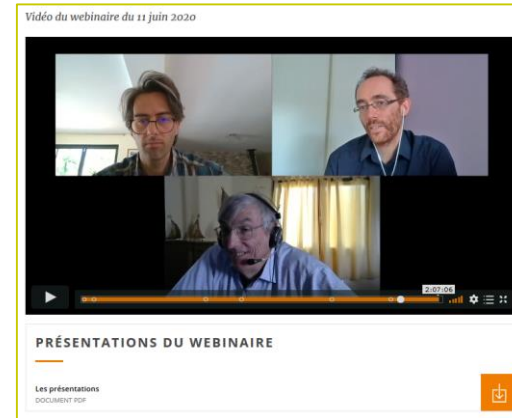 Vidéo du webinaire du 11 juin 2020
2:07:06
PRÉSENTATIONS DU WEBINAIRE
Les présentations
DOCUMENT PDF